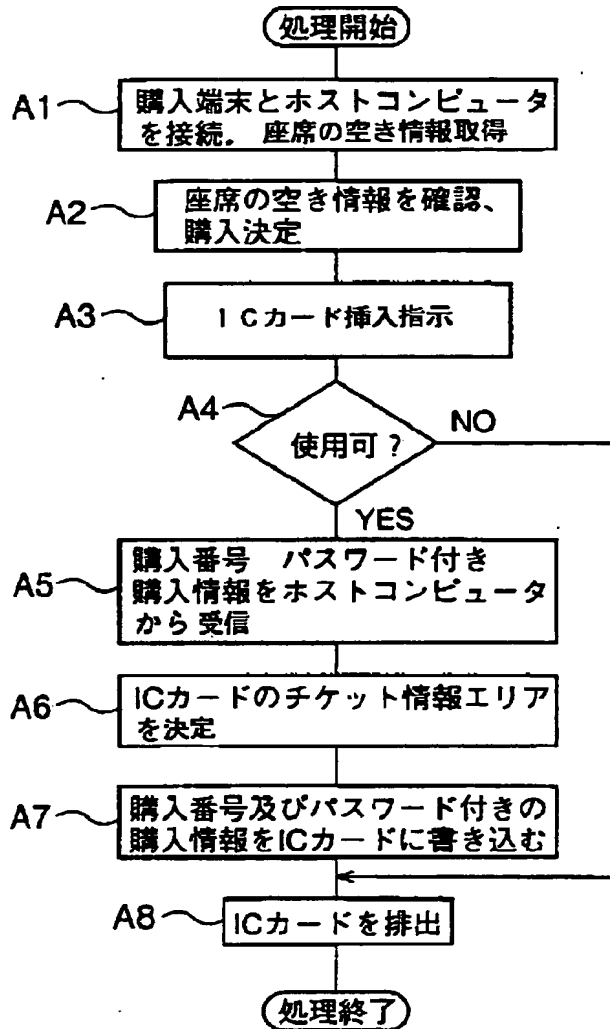 処理開始
A1
購入端末とホストコンピュータ
を接続. 座席の空き情報取得
A2
座席の空き情報を確認、
購入決定
A3
ICカード挿入指示
A4
使用可?
NO
YES
A5
購入番号 パスワード付き
購入情報をホストコンピュータ
から受信
A6
ICカードのチケット情報エリア
を決定
A7
購入番号及びパスワード付きの
購入情報をICカードに書き込む
A8
ICカードを排出
処理終了